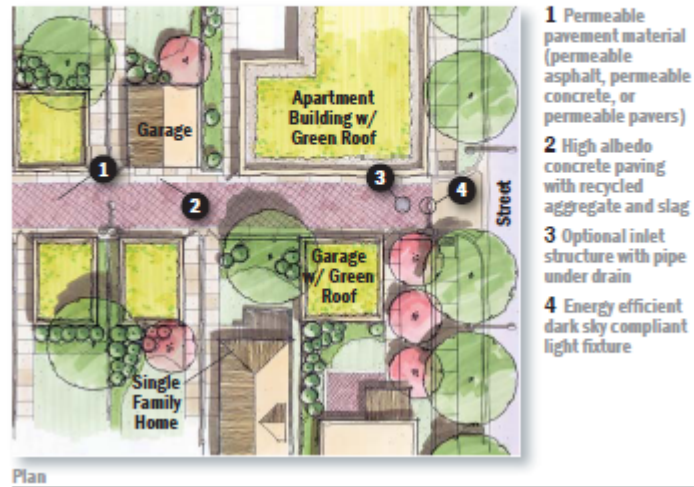 Garage
Apartment
Building w/
Green Roof
1
2
3
4
Street
Garage
w/ Green
Roof
Single
Family
Home
Plan
1 Permeable
pavement material
(permeable
asphalt, permeable
concrete, or
permeable pavers)
2 High albedo
concrete paving
with recycled
aggregate and slag
3 Optional inlet
structure with pipe
under drain
4 Energy efficient
dark sky compliant
light fixture